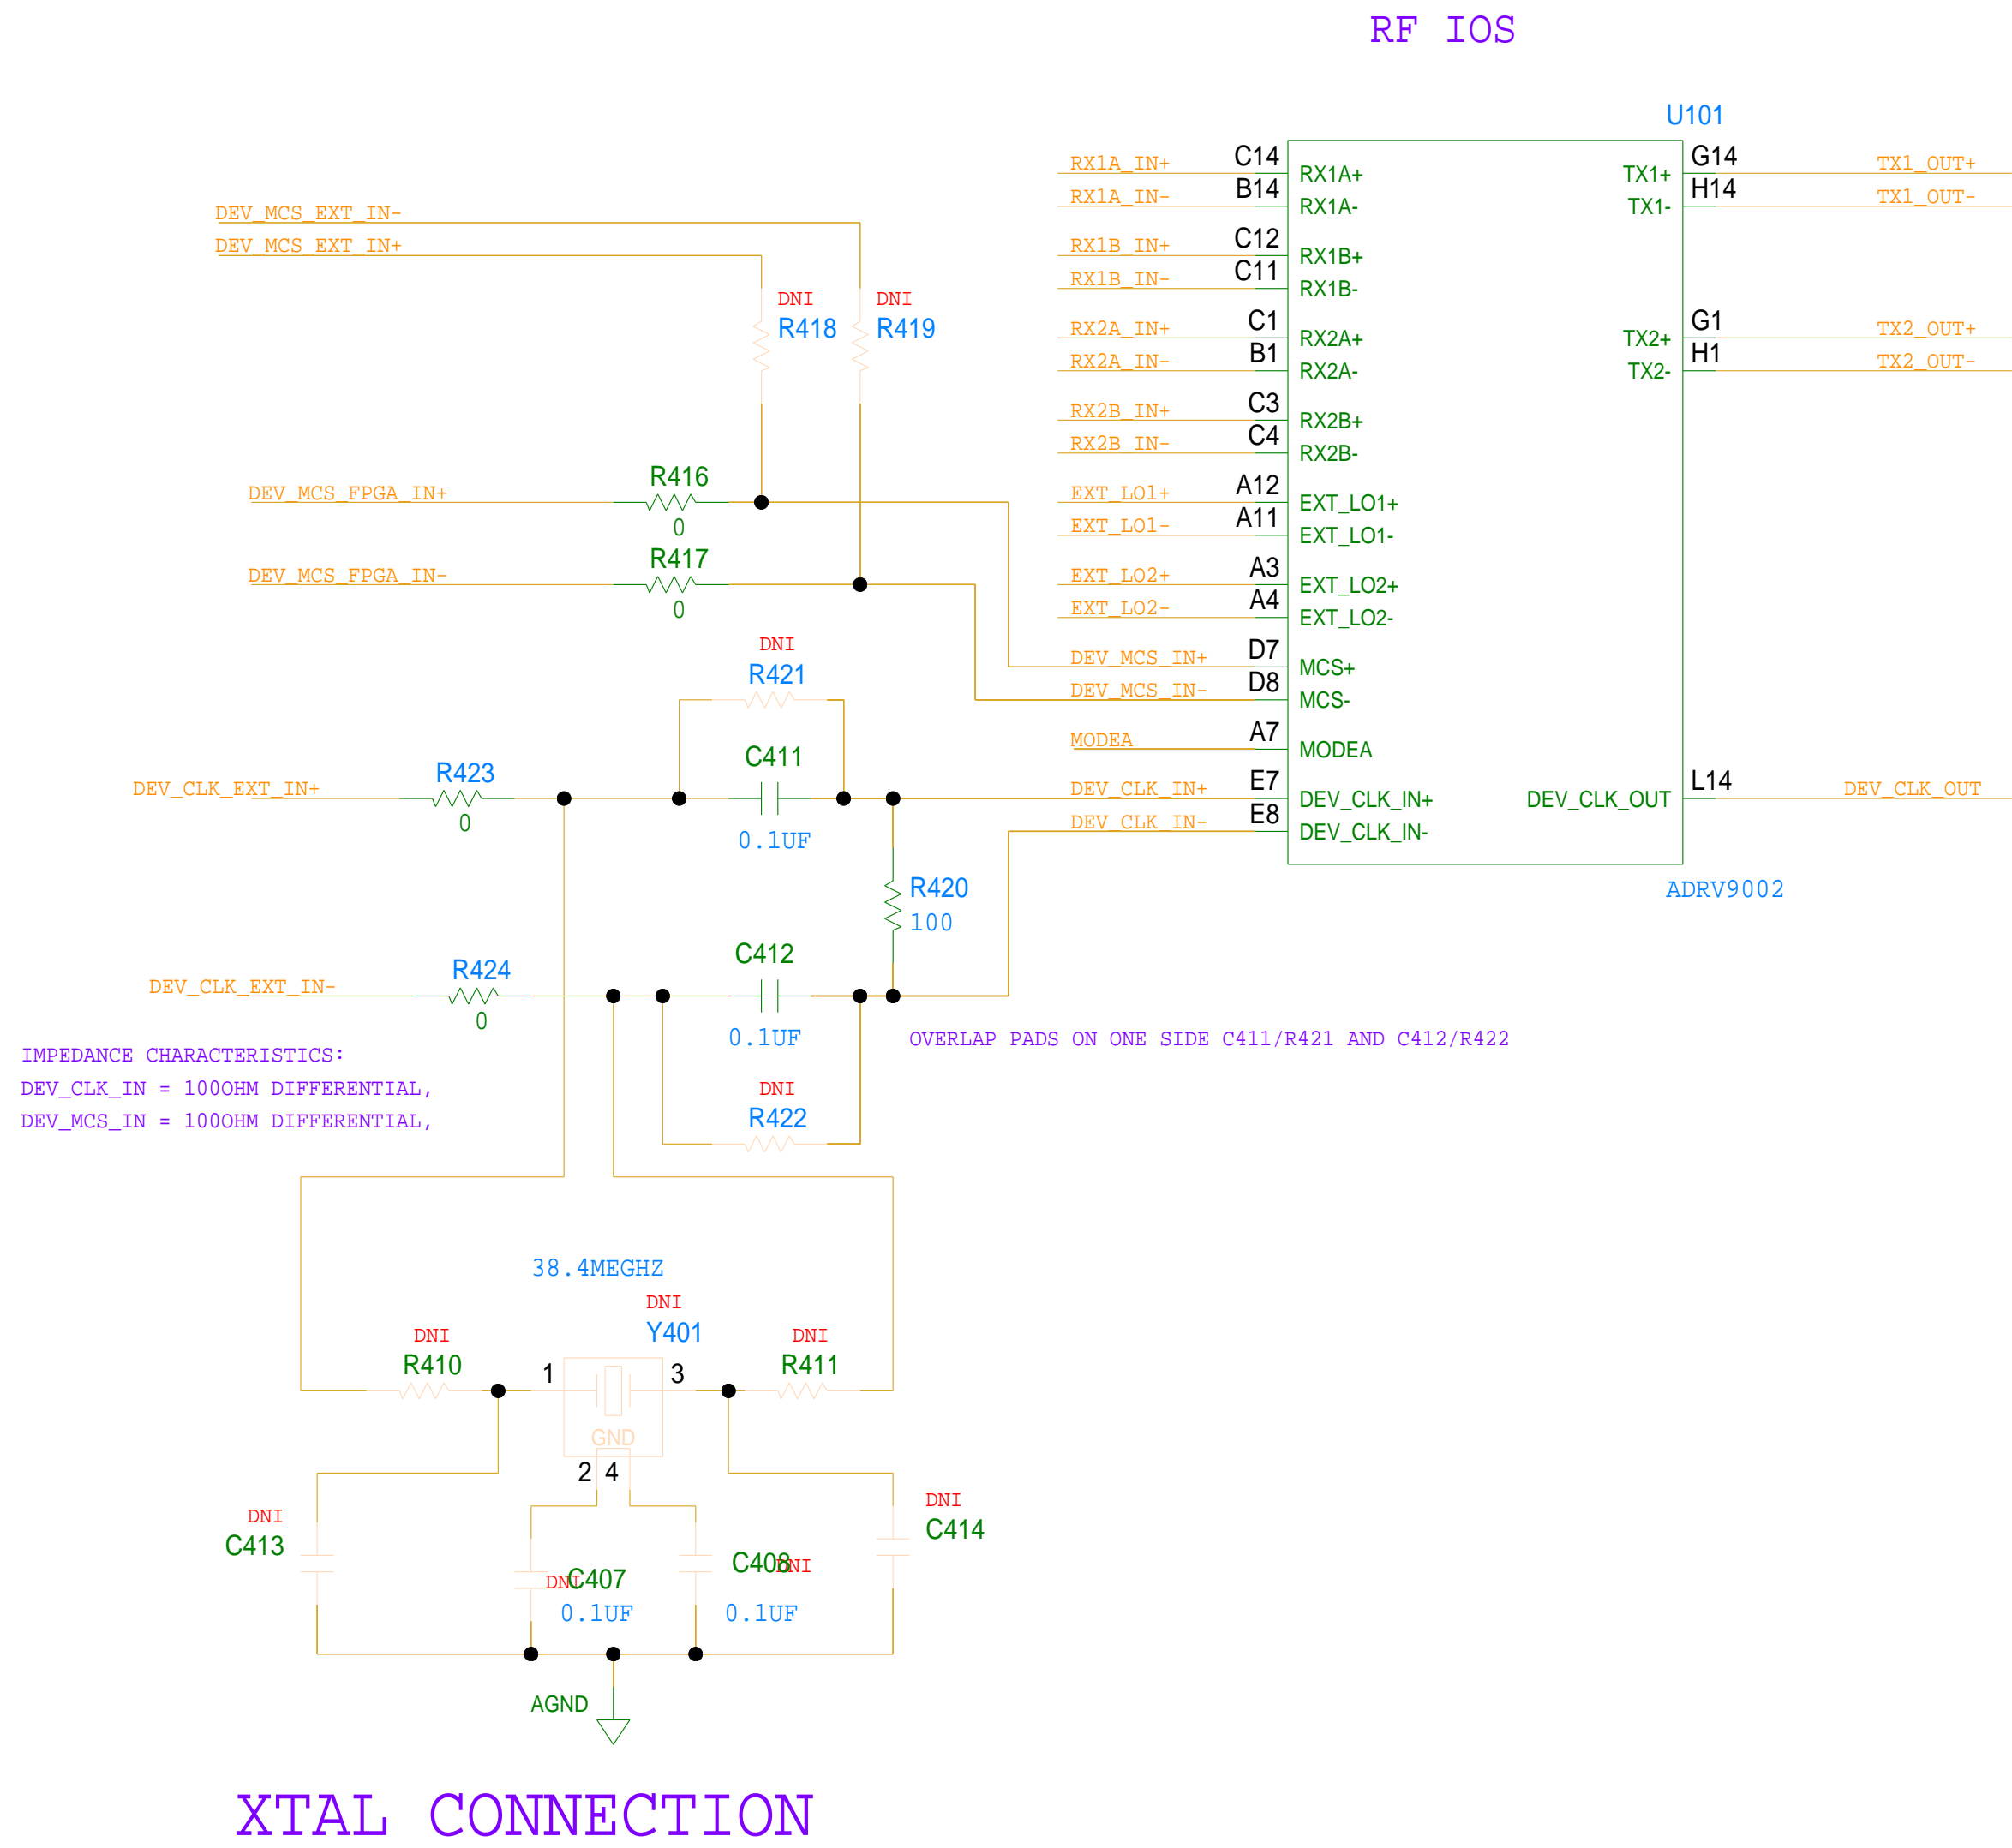 RF IOS
U101
RX1A_IN+ C14 RX1A+ TX1+ G14 TX1_OUT+
RX1A_IN- B14 RX1A- TX1- H14 TX1_OUT-
DEV_MCS_EXT_IN-
DEV_MCS_EXT_IN+
RX1B_IN+ C12 RX1B+
RX1B_IN- C11 RX1B-
DNI DNI
R418 R419
RX2A_IN+ C1 RX2A+ TX2+ G1 TX2_OUT+
RX2A_IN- B1 RX2A- TX2- H1 TX2_OUT-
RX2B_IN+ C3 RX2B+
RX2B_IN- C4 RX2B-
R416
DEV_MCS_FPGA_IN+
0
EXT_LO1+ A12 EXT_LO1+
EXT_LO1- A11 EXT_LO1-
R417
DEV_MCS_FPGA_IN-
0
EXT_LO2+ A3 EXT_LO2+
EXT_LO2- A4 EXT_LO2-
DNI
R421
DEV_MCS_IN+ D7 MCS+
DEV_MCS_IN- D8 MCS-
MODEA A7 MODEA
C411
0.1UF
R423
DEV_CLK_EXT_IN+
0
DEV_CLK_IN+ E7 DEV_CLK_IN+ DEV_CLK_OUT L14 DEV_CLK_OUT
DEV_CLK_IN- E8 DEV_CLK_IN-
R420
100
ADRV9002
C412
0.1UF
R424
DEV_CLK_EXT_IN-
0
OVERLAP PADS ON ONE SIDE C411/R421 AND C412/R422
IMPEDANCE CHARACTERISTICS:
DEV_CLK_IN = 100OHM DIFFERENTIAL,
DEV_MCS_IN = 100OHM DIFFERENTIAL,
DNI
R422
38.4MEGHZ
DNI
Y401
DNI
R410
1
3
DNI
R411
GND
2 4
DNI
C413
DNI
C414
DNI
C407
0.1UF
C408
DNI
0.1UF
AGND
XTAL CONNECTION